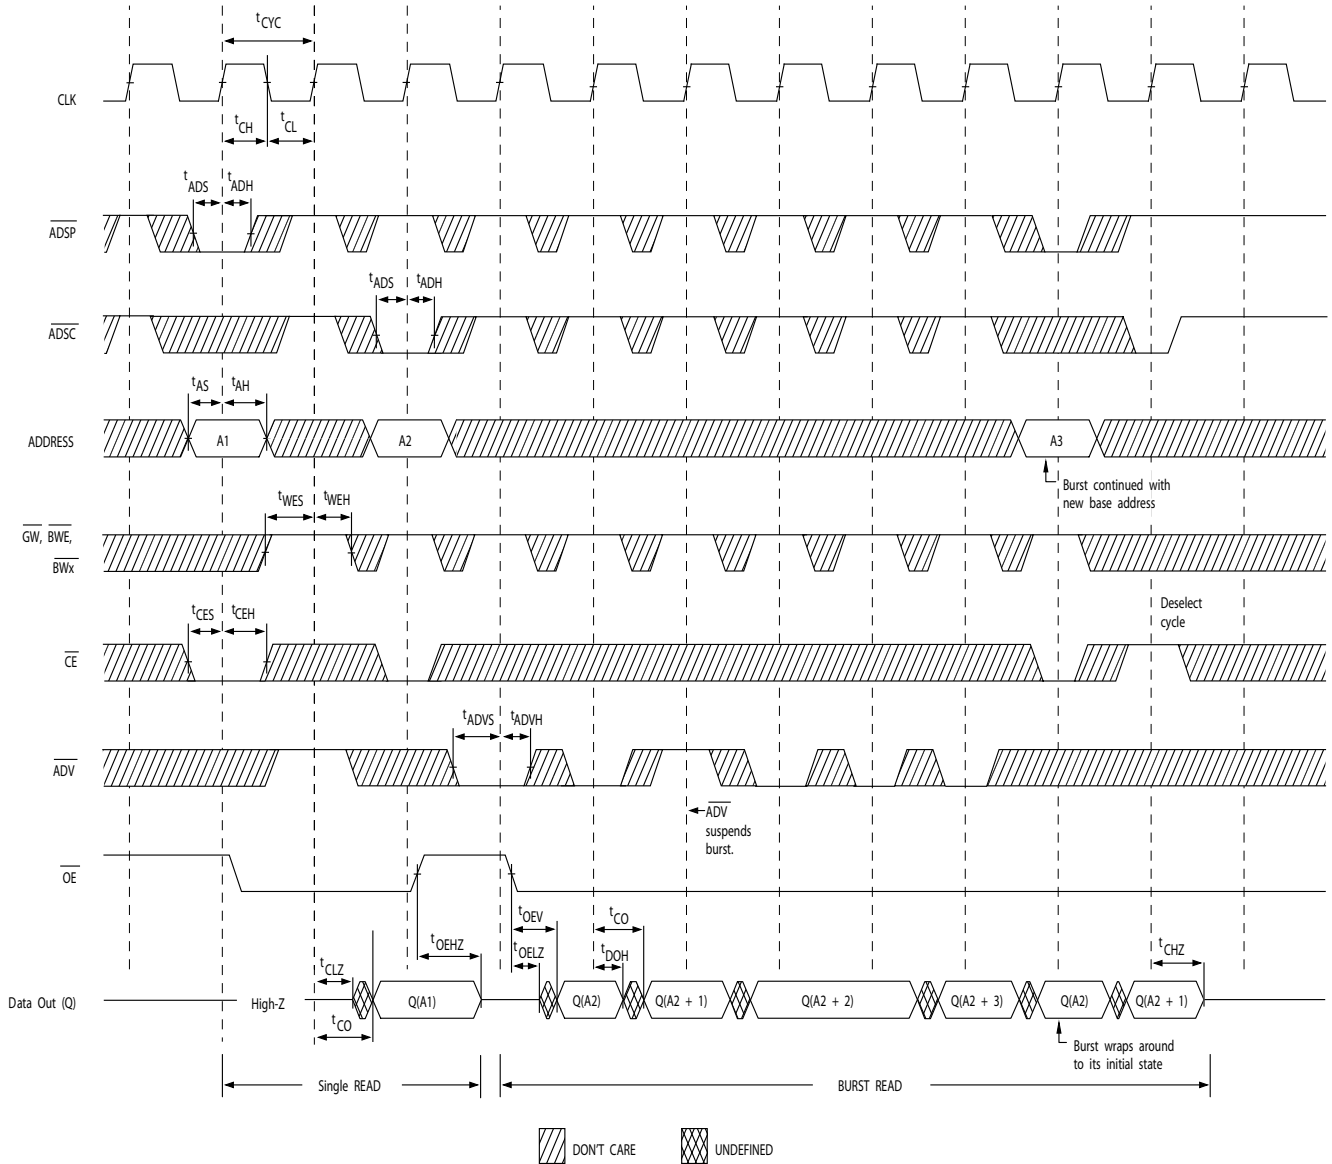 tCYC
CLK
tCH
tCL
tADS
tADH
ADSP
tADS
tADH
ADSC
tAS
tAH
ADDRESS
A1
A2
A3
Burst continued with
new base address
tWES
tWEH
GW, BWE,
BWx
Deselect
cycle
tCES
tCEH
CE
tADVS
tADVH
ADV
ADV
suspends
burst.
OE
tOEV
tCO
tOEHZ
tOELZ
tDOH
tCHZ
tCLZ
Data Out (Q)
High-Z
Q(A1)
Q(A2)
Q(A2 + 1)
Q(A2 + 2)
Q(A2 + 3)
Q(A2)
Q(A2 + 1)
tCO
Burst wraps around
to its initial state
Single READ
BURST READ
DON'T CARE
UNDEFINED